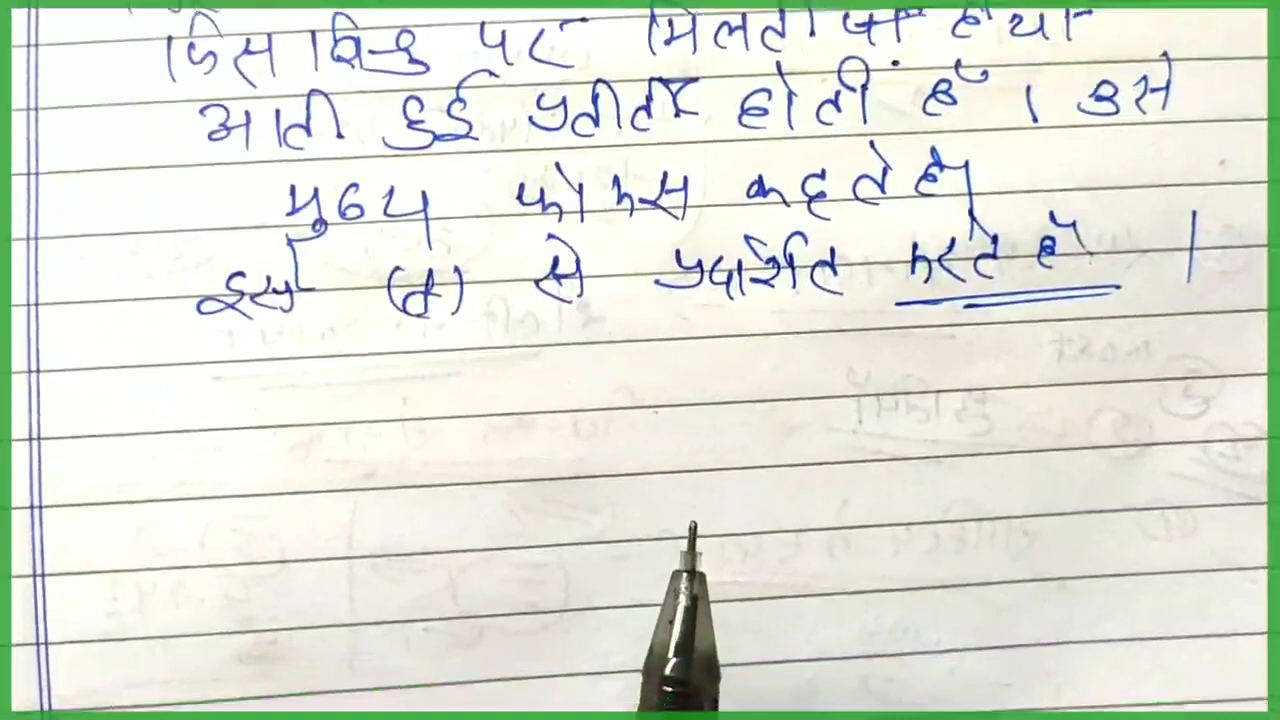 जिस बिन्दु पर मिलती
आती हुई प्रतीत होती हैं । उसे
मुख्य फोकस कहते है
इसे से प्रदर्शित करते हैं ।